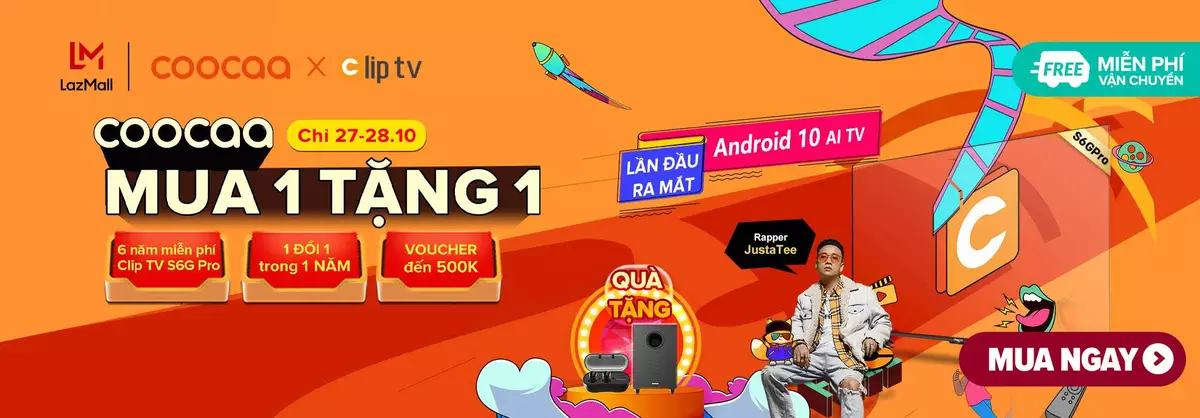 LM
LazMall
coocaa × Clip tv
coocaa
Chỉ 27-28.10
MUA 1 TẶNG 1
6 năm miễn phí
Clip TV S6G Pro
1 ĐỔI 1
trong 1 NĂM
VOUCHER
đến 500K
LẦN ĐẦU
RA MẮT
Android 10 AI TV
Rapper
JustaTee
QUÀ
TẶNG
S6GPro
C
FREE
MIỄN PHÍ
VẬN CHUYỂN
MUA NGAY